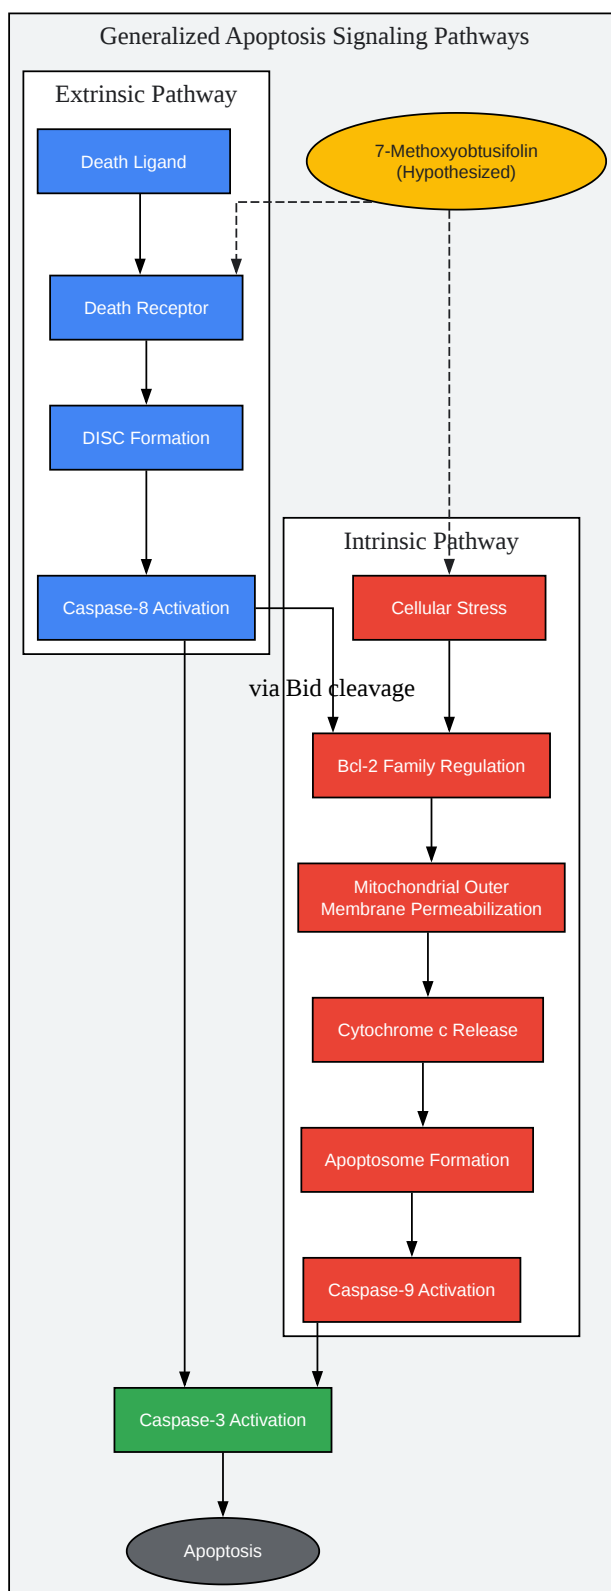 Generalized Apoptosis Signaling Pathways
Extrinsic Pathway
Death Ligand
7-Methoxyobtusifolin
(Hypothesized)
Death Receptor
DISC Formation
Intrinsic Pathway
Caspase-8 Activation
Cellular Stress
via Bid cleavage
Bcl-2 Family Regulation
Mitochondrial Outer
Membrane Permeabilization
Cytochrome c Release
Apoptosome Formation
Caspase-9 Activation
Caspase-3 Activation
Apoptosis